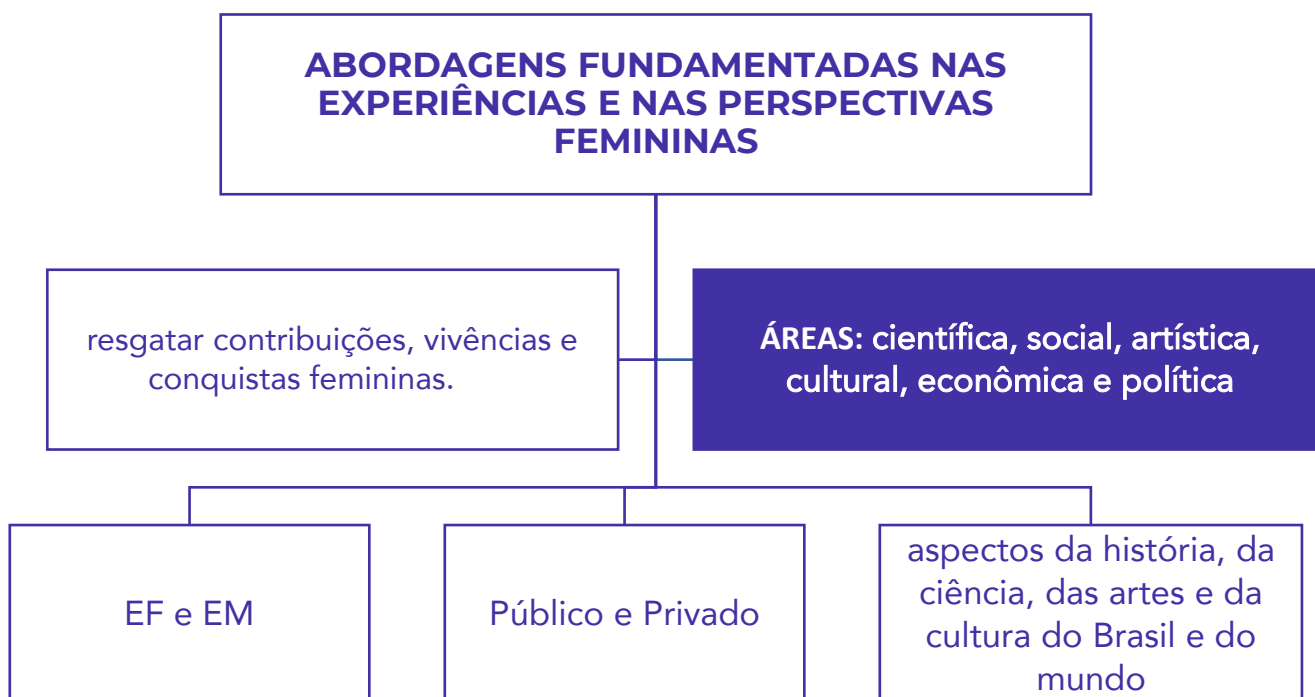 ABORDAGENS FUNDAMENTADAS NAS
EXPERIÊNCIAS E NAS PERSPECTIVAS
FEMININAS
resgatar contribuições, vivências e
conquistas femininas.
ÁREAS: científica, social, artística,
cultural, econômica e política
EF e EM
Público e Privado
aspectos da história, da
ciência, das artes e da
cultura do Brasil e do
mundo